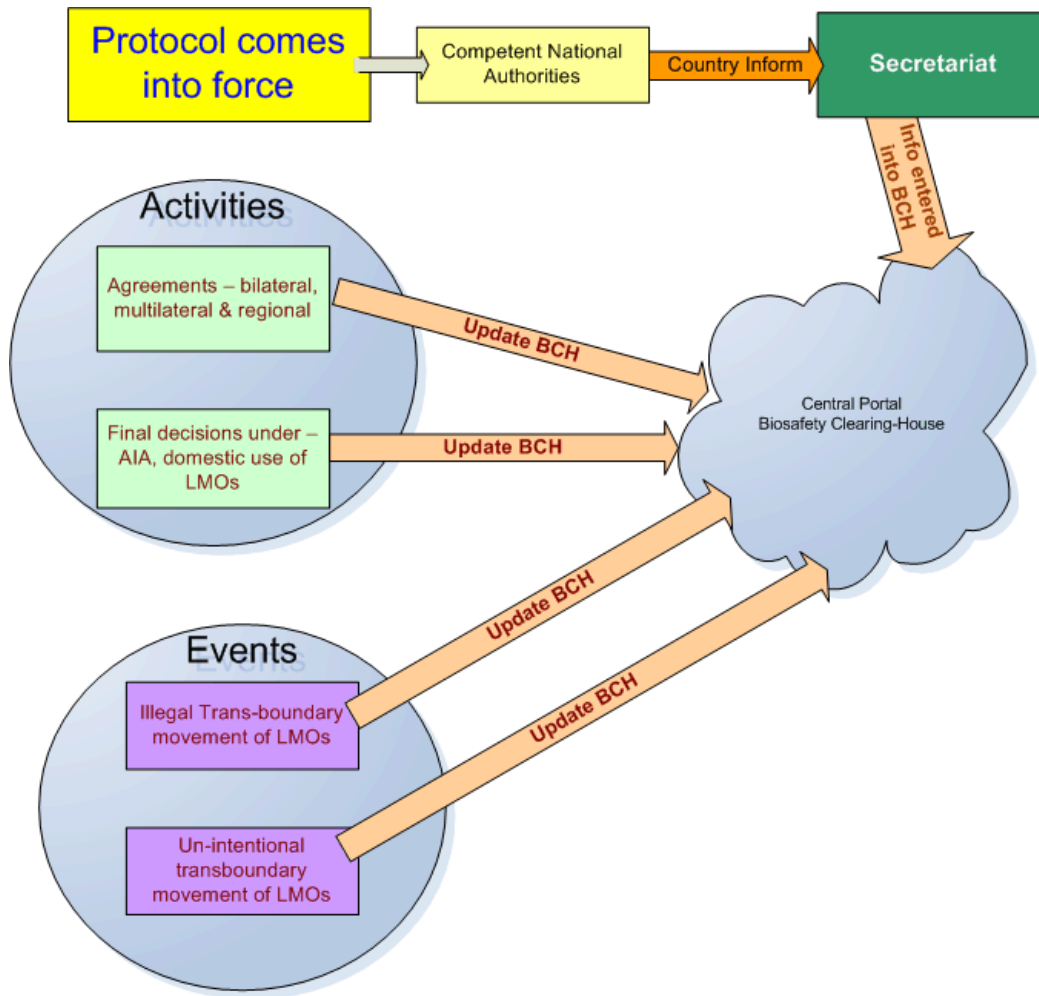 Protocol comes
into force
Competent National
Authorities
Country Inform
Secretariat
Info entered
into BCH
Activities
Agreements – bilateral,
multilateral & regional
Update BCH
Final decisions under –
AIA, domestic use of
LMOs
Update BCH
Central Portal
Biosafety Clearing-House
Events
Illegal Trans-boundary
movement of LMOs
Update BCH
Un-intentional
transboundary
movement of LMOs
Update BCH